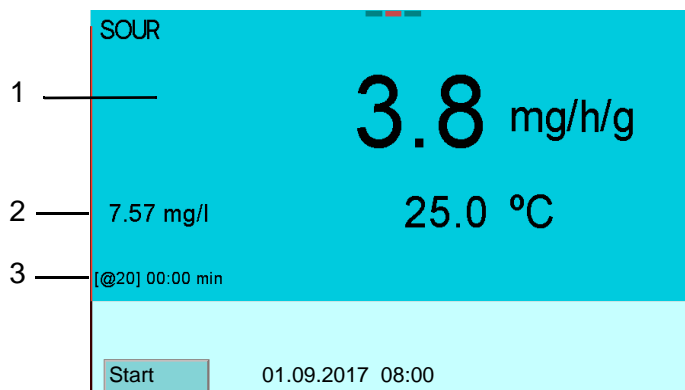 SOUR
1
3.8 mg/h/g
2 7.57 mg/l 25.0 ºC
3 [@20] 00:00 min
Start 01.09.2017 08:00